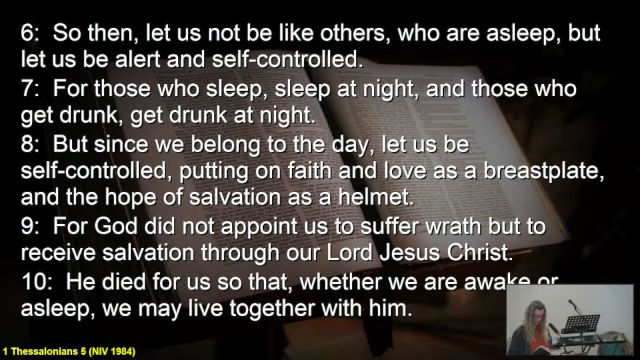 6:  So then, let us not be like others, who are asleep, but
let us be alert and self-controlled.
7:  For those who sleep, sleep at night, and those who
get drunk, get drunk at night.
8:  But since we belong to the day, let us be
self-controlled, putting on faith and love as a breastplate,
and the hope of salvation as a helmet.
9:  For God did not appoint us to suffer wrath but to
receive salvation through our Lord Jesus Christ.
10:  He died for us so that, whether we are awake or
asleep, we may live together with him.
1 Thessalonians 5 (NIV 1984)